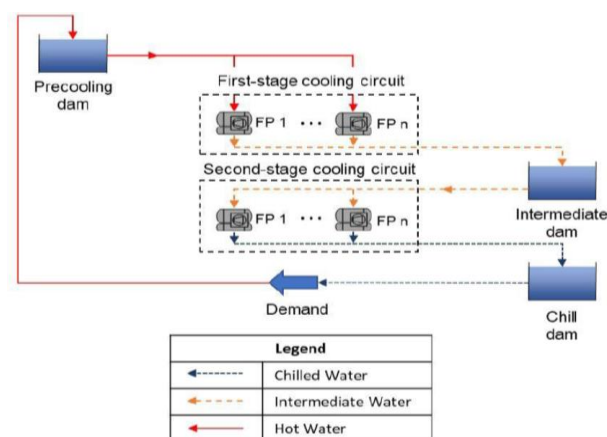 Precooling
dam
First-stage cooling circuit
FP 1 ··· FP n
Second-stage cooling circuit
FP 1 ··· FP n
Intermediate
dam
Demand
Chill
dam
Legend
Chilled Water
Intermediate Water
Hot Water